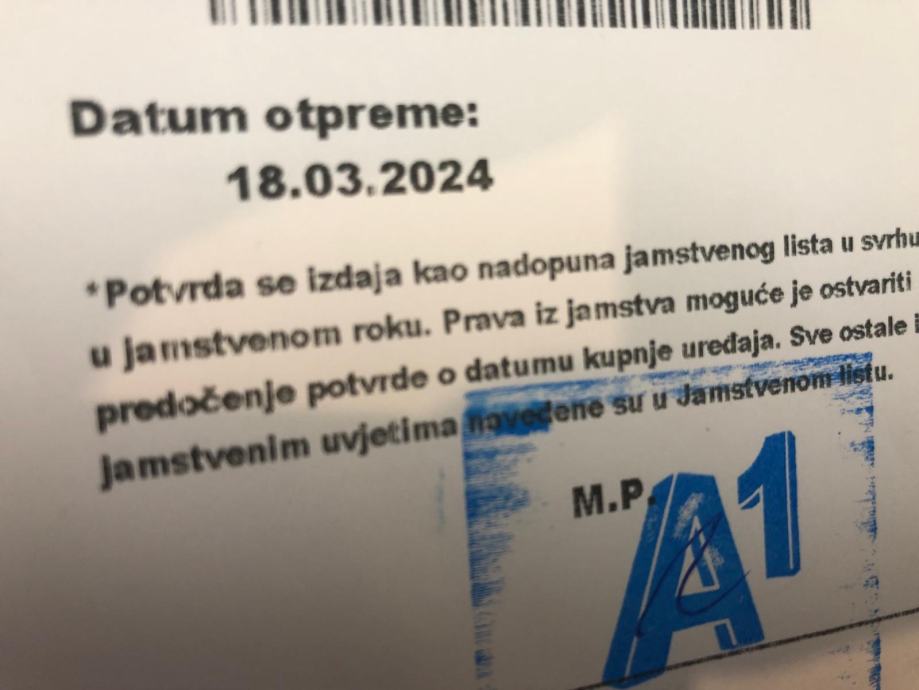 Datum otpreme:
18.03.2024
*Potvrda se izdaja kao nadopuna jamstvenog lista u svrhu
u jamstvenom roku. Prava iz jamstva moguće je ostvariti
predočenje potvrde o datumu kupnje uređaja. Sve ostale
jamstvenim uvjetima navedene su u Jamstvenom listu.
M.P.
A1